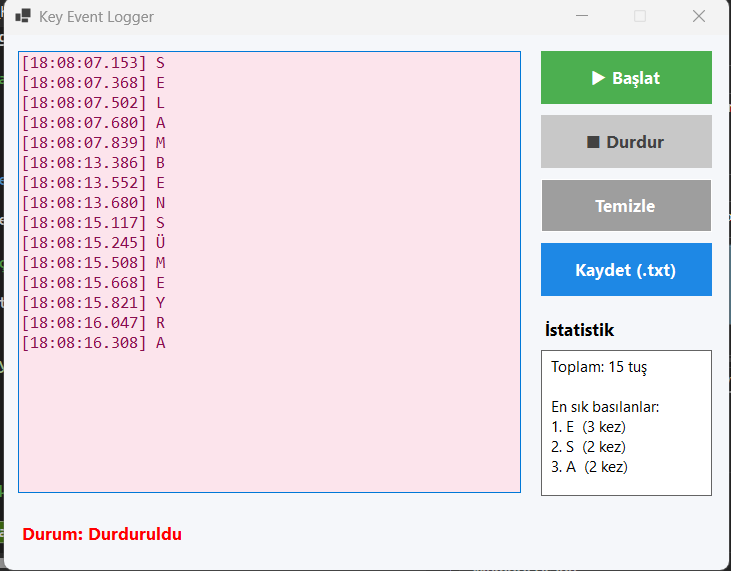 Key Event Logger
[18:08:07.153] S
[18:08:07.368] E
[18:08:07.502] L
[18:08:07.680] A
[18:08:07.839] M
[18:08:13.386] B
[18:08:13.552] E
[18:08:13.680] N
[18:08:15.117] S
[18:08:15.245] Ü
[18:08:15.508] M
[18:08:15.668] E
[18:08:15.821] Y
[18:08:16.047] R
[18:08:16.308] A
▶ Başlat
■ Durdur
Temizle
Kaydet (.txt)
İstatistik
Toplam: 15 tuş
En sık basılanlar:
1. E (3 kez)
2. S (2 kez)
3. A (2 kez)
Durum: Durduruldu